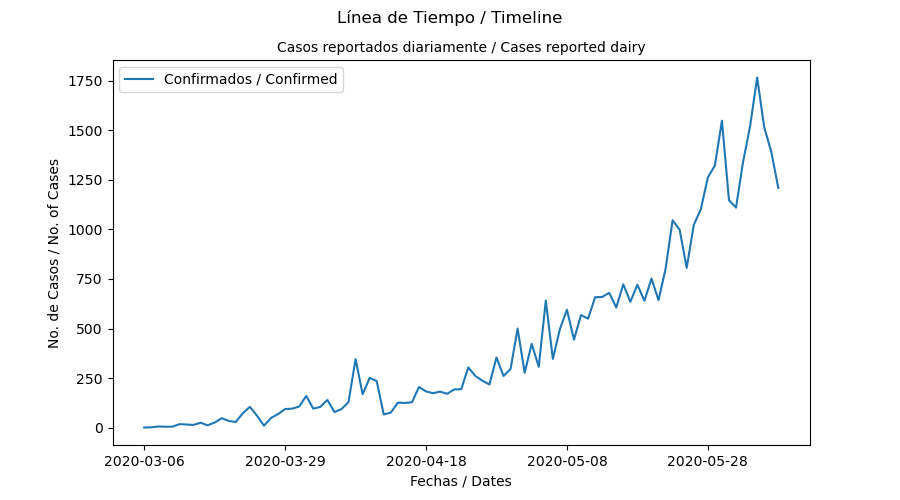 Línea de Tiempo / Timeline
Casos reportados diariamente / Cases reported dairy
Confirmados / Confirmed
1750
1500
1250
1000
750
500
250
0
No. de Casos / No. of Cases
2020-03-06 2020-03-29 2020-04-18 2020-05-08 2020-05-28
Fechas / Dates